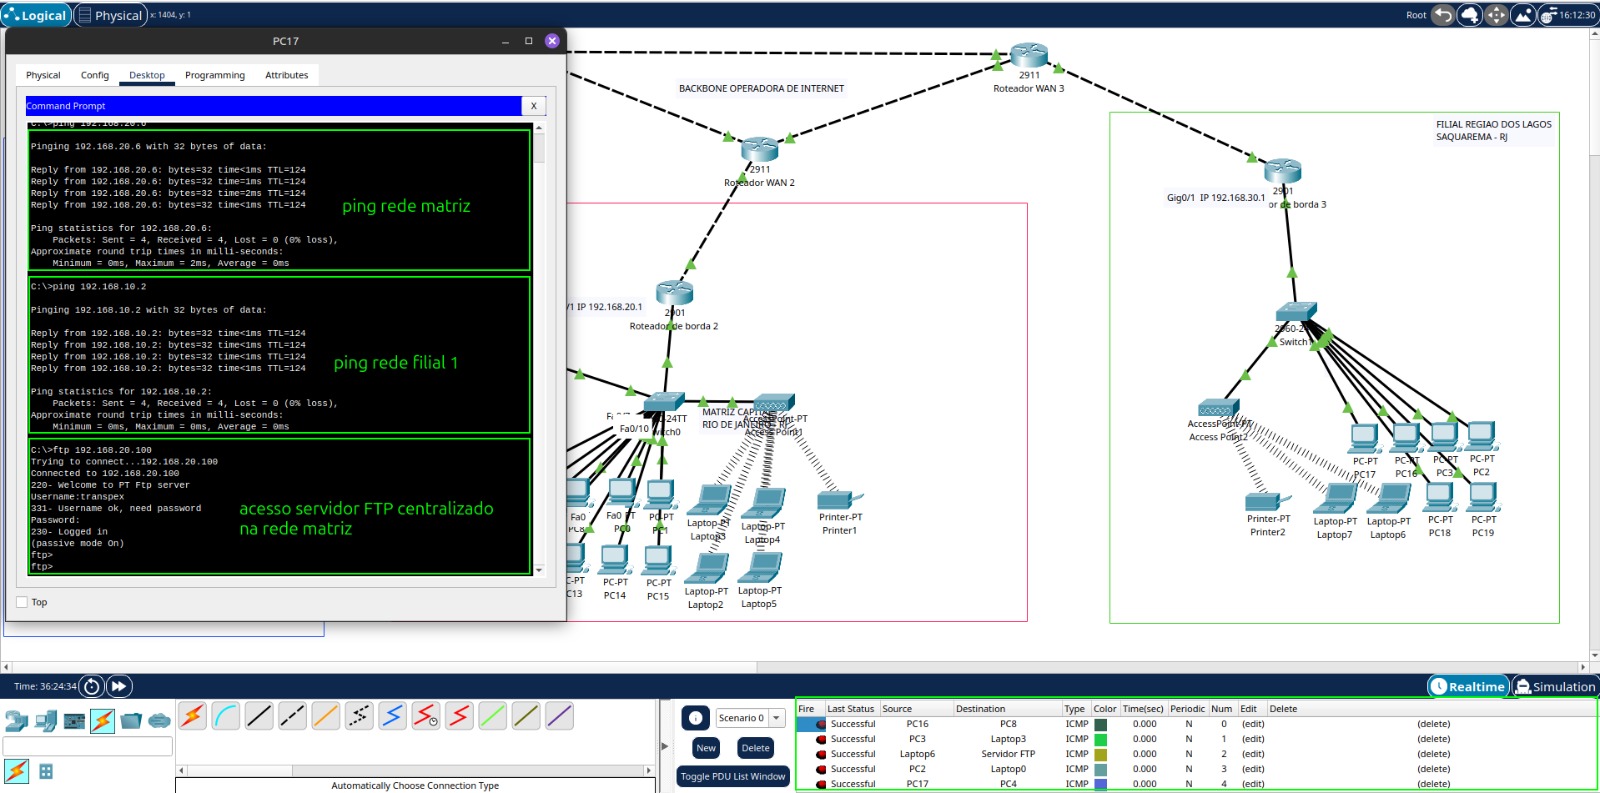 Logical
Physical
x: 1404, y: 1
Root
16:12:30
PC17
Physical
Config
Desktop
Programming
Attributes
Command Prompt
X
C:\>ping 192.168.20.6
Pinging 192.168.20.6 with 32 bytes of data:
Reply from 192.168.20.6: bytes=32 time<1ms TTL=124
Reply from 192.168.20.6: bytes=32 time=1ms TTL=124
Reply from 192.168.20.6: bytes=32 time=2ms TTL=124
Reply from 192.168.20.6: bytes=32 time<1ms TTL=124
ping rede matriz
Ping statistics for 192.168.20.6:
Packets: Sent = 4, Received = 4, Lost = 0 (0% loss),
Approximate round trip times in milli-seconds:
Minimum = 0ms, Maximum = 2ms, Average = 0ms
C:\>ping 192.168.10.2
Pinging 192.168.10.2 with 32 bytes of data:
Reply from 192.168.10.2: bytes=32 time<1ms TTL=124
Reply from 192.168.10.2: bytes=32 time<1ms TTL=124
Reply from 192.168.10.2: bytes=32 time<1ms TTL=124
Reply from 192.168.10.2: bytes=32 time<1ms TTL=124
ping rede filial 1
Ping statistics for 192.168.10.2:
Packets: Sent = 4, Received = 4, Lost = 0 (0% loss),
Approximate round trip times in milli-seconds:
Minimum = 0ms, Maximum = 0ms, Average = 0ms
C:\>ftp 192.168.20.100
Trying to connect...192.168.20.100
Connected to 192.168.20.100
220- Welcome to PT Ftp server
Username:transpex
331- Username ok, need password
Password:
230- Logged in
(passive mode On)
ftp>
ftp>
acesso servidor FTP centralizado
na rede matriz
Top
BACKBONE OPERADORA DE INTERNET
2911
Roteador WAN 3
2911
Roteador WAN 2
/1 IP 192.168.20.1
2901
Roteador de borda 2
MATRIZ
RIO DE JANEIRO - RJ
Fa0/10
24TT
Access Point1
Fa0
Fa0
PC8
PC0
PC-PT
PC1
Laptop-PT
Laptop3
Laptop-PT
Laptop4
Printer-PT
Printer1
C-PT
C13
PC-PT
PC14
PC-PT
PC15
Laptop-PT
Laptop2
Laptop-PT
Laptop5
FILIAL REGIAO DOS LAGOS
SAQUAREMA - RJ
Gig0/1 IP 192.168.30.1
2901
or de borda 3
2960-2
Switch1
AccessPoint-PT
Access Point2
PC-PT
PC17
PC-PT
PC16
PC-PT
PC3
PC-PT
PC2
Printer-PT
Printer2
Laptop-PT
Laptop7
Laptop-PT
Laptop6
PC-PT
PC18
PC-PT
PC19
Time: 36:24:34
Realtime
Simulation
Scenario 0
New
Delete
Toggle PDU List Window
Automatically Choose Connection Type
Fire Last Status Source Destination Type Color Time(sec) Periodic Num Edit Delete
Successful PC16 PC8 ICMP 0.000 N 0 (edit) (delete)
Successful PC3 Laptop3 ICMP 0.000 N 1 (edit) (delete)
Successful Laptop6 Servidor FTP ICMP 0.000 N 2 (edit) (delete)
Successful PC2 Laptop0 ICMP 0.000 N 3 (edit) (delete)
Successful PC17 PC4 ICMP 0.000 N 4 (edit) (delete)